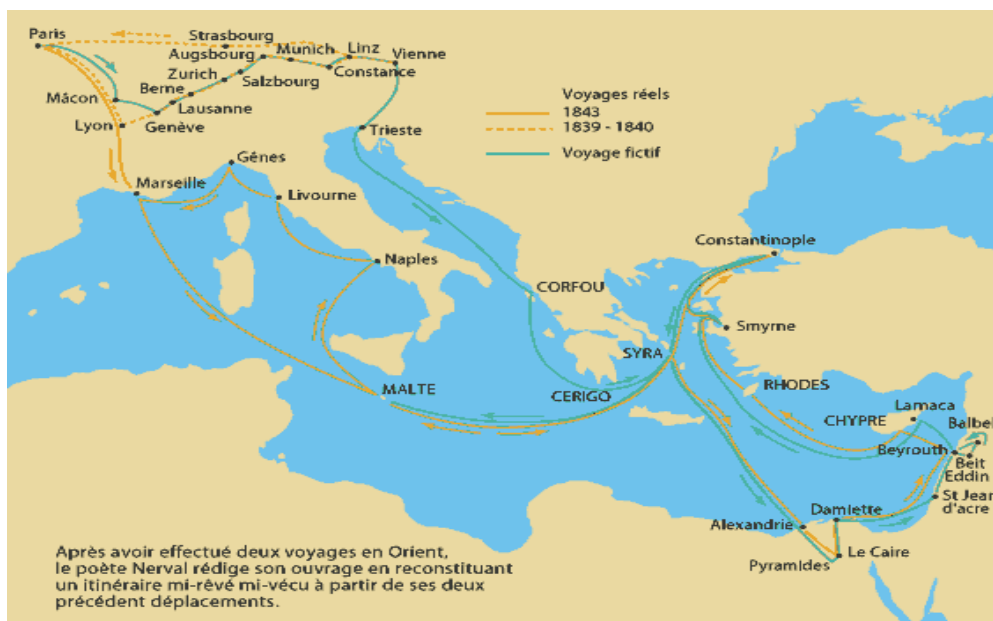 Paris
Strasbourg
Augsbourg
Munich
Linz
Vienne
Zurich
Salzbourg
Constance
Berne
Mâcon
Lausanne
Lyon
Genève
Trieste
Voyages réels
1843
1839 - 1840
Voyage fictif
Gênes
Marseille
Livourne
Naples
Constantinople
CORFOU
Smyrne
SYRA
MALTE
CERIGO
RHODES
Lamaca
CHYPRE
Balbek
Beyrouth
Beit
Eddin
St Jean
d'acre
Damiette
Alexandrie
Le Caire
Pyramides
Après avoir effectué deux voyages en Orient,
le poète Nerval rédige son ouvrage en reconstituant
un itinéraire mi-rêvé mi-vécu à partir de ses deux
précédent déplacements.